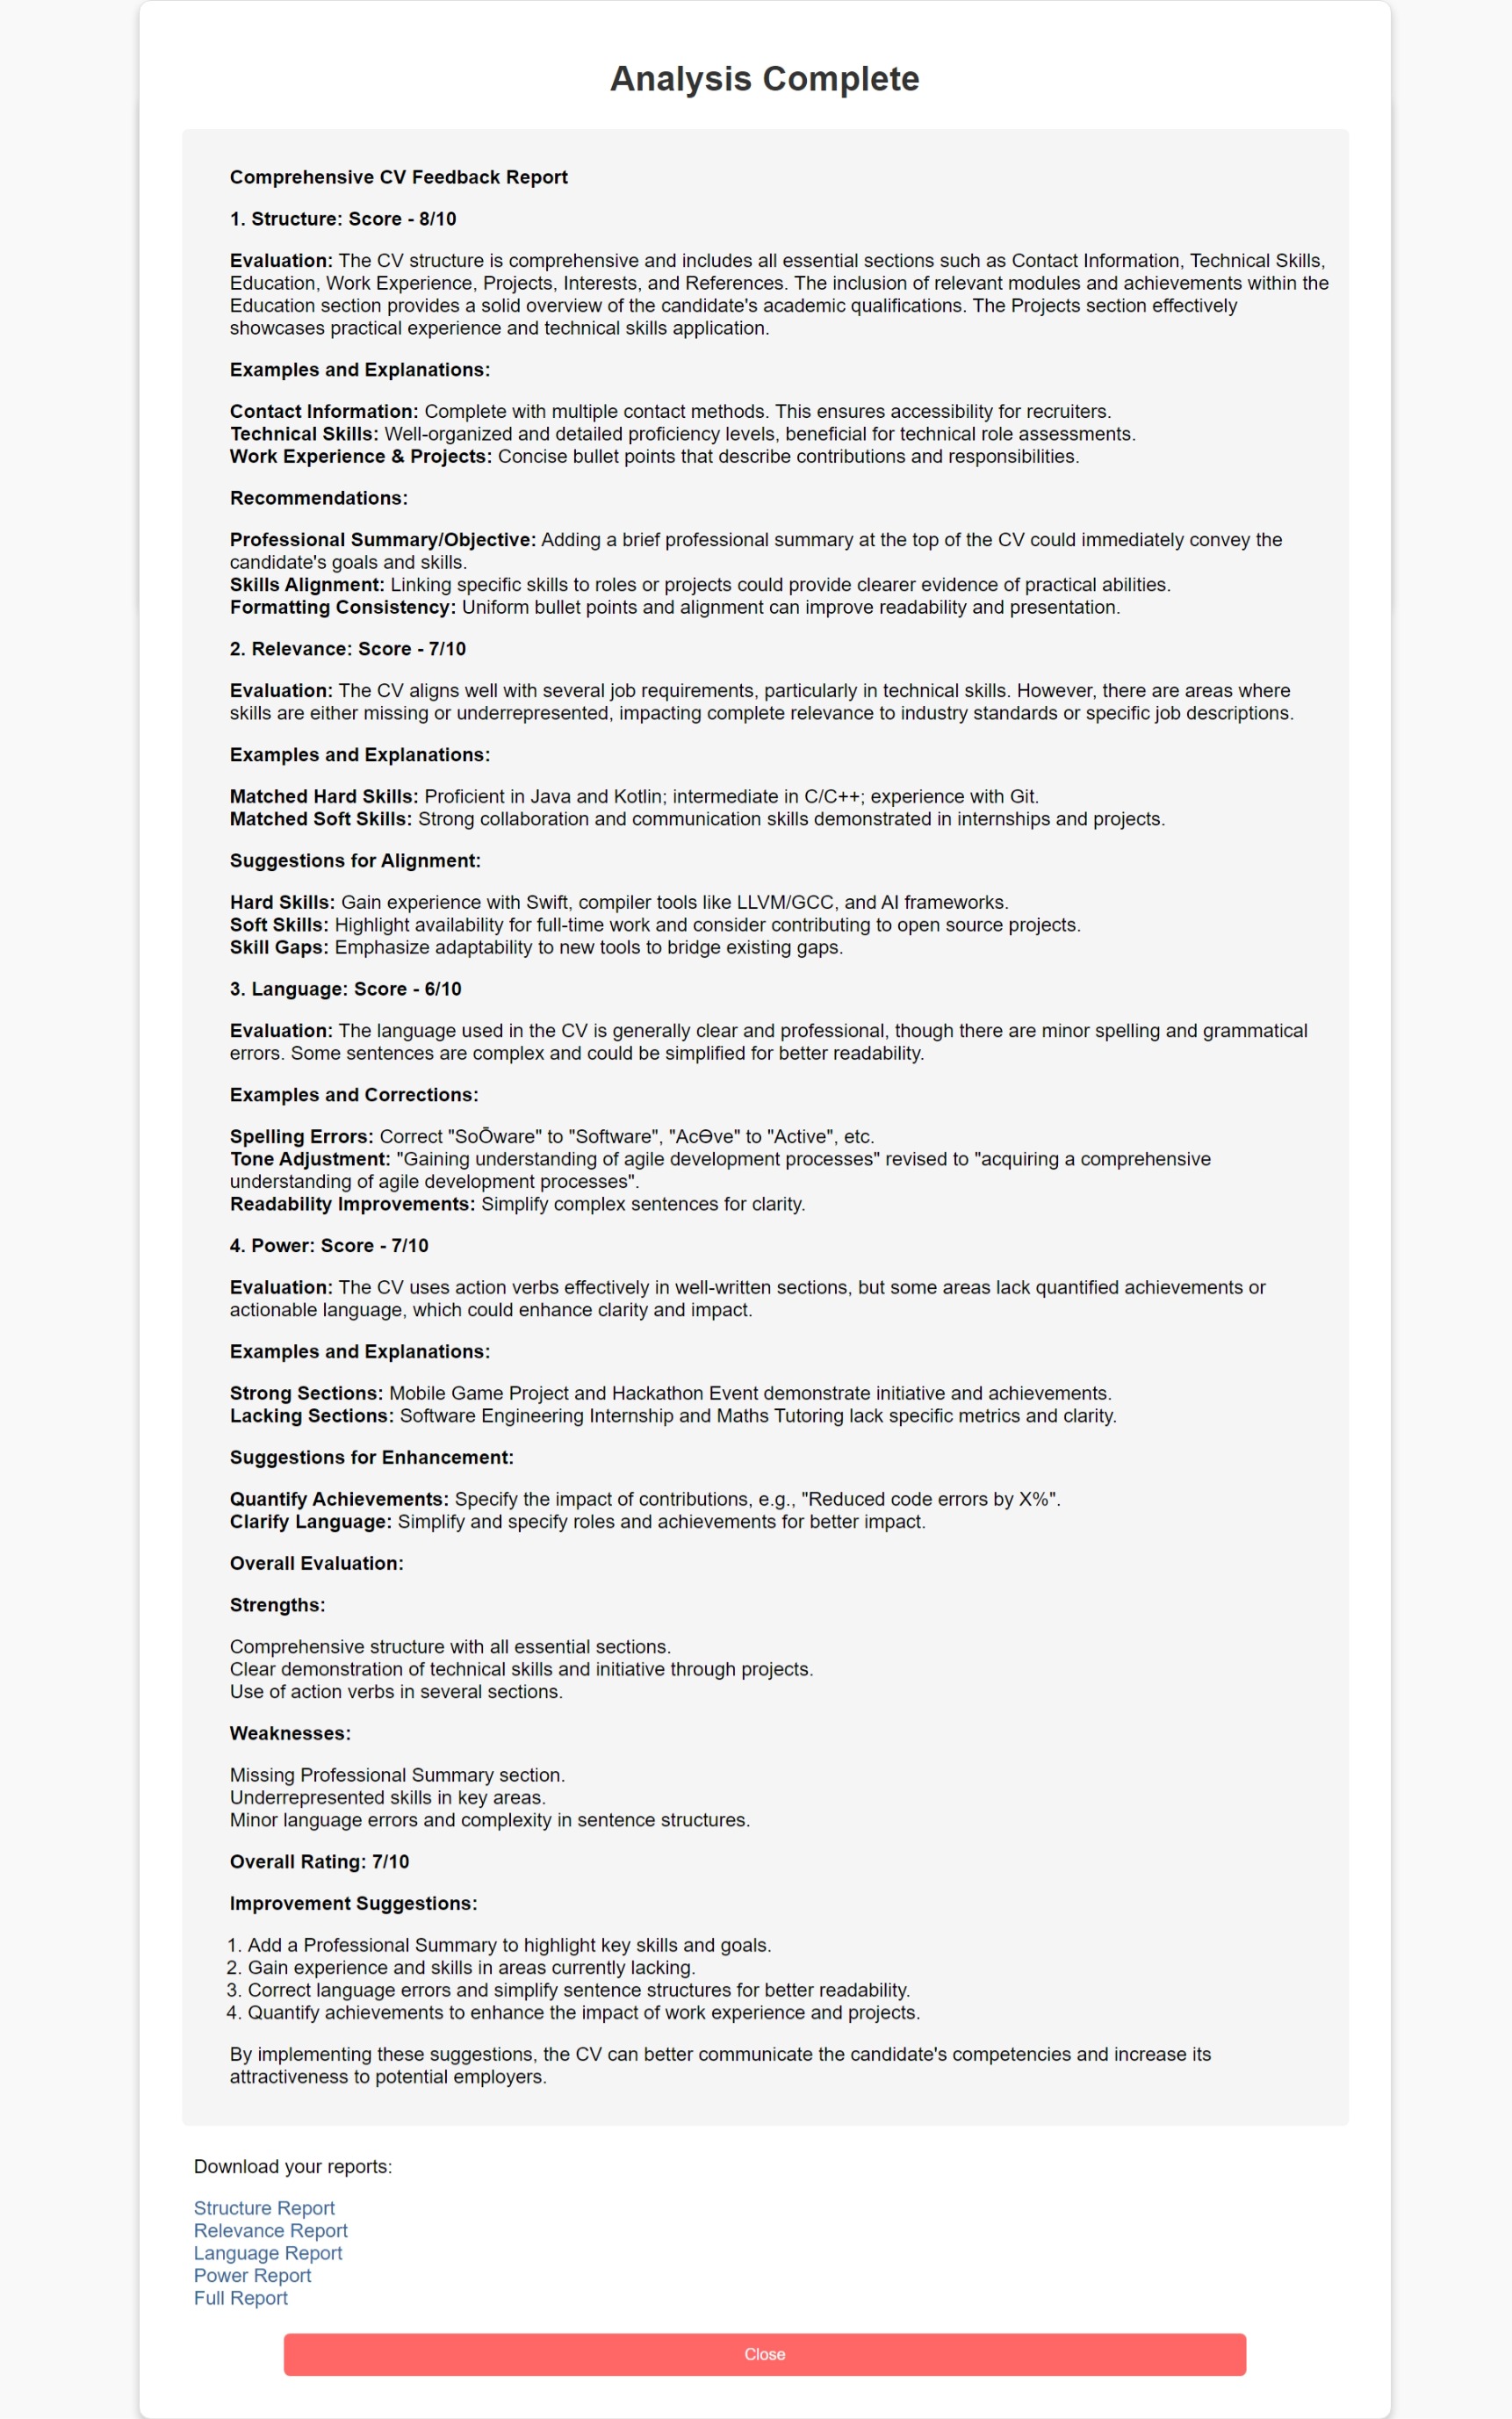 Analysis Complete
Comprehensive CV Feedback Report
1. Structure: Score - 8/10
Evaluation: The CV structure is comprehensive and includes all essential sections such as Contact Information, Technical Skills,
Education, Work Experience, Projects, Interests, and References. The inclusion of relevant modules and achievements within the
Education section provides a solid overview of the candidate's academic qualifications. The Projects section effectively
showcases practical experience and technical skills application.
Examples and Explanations:
Contact Information: Complete with multiple contact methods. This ensures accessibility for recruiters.
Technical Skills: Well-organized and detailed proficiency levels, beneficial for technical role assessments.
Work Experience & Projects: Concise bullet points that describe contributions and responsibilities.
Recommendations:
Professional Summary/Objective: Adding a brief professional summary at the top of the CV could immediately convey the
candidate's goals and skills.
Skills Alignment: Linking specific skills to roles or projects could provide clearer evidence of practical abilities.
Formatting Consistency: Uniform bullet points and alignment can improve readability and presentation.
2. Relevance: Score - 7/10
Evaluation: The CV aligns well with several job requirements, particularly in technical skills. However, there are areas where
skills are either missing or underrepresented, impacting complete relevance to industry standards or specific job descriptions.
Examples and Explanations:
Matched Hard Skills: Proficient in Java and Kotlin; intermediate in C/C++; experience with Git.
Matched Soft Skills: Strong collaboration and communication skills demonstrated in internships and projects.
Suggestions for Alignment:
Hard Skills: Gain experience with Swift, compiler tools like LLVM/GCC, and AI frameworks.
Soft Skills: Highlight availability for full-time work and consider contributing to open source projects.
Skill Gaps: Emphasize adaptability to new tools to bridge existing gaps.
3. Language: Score - 6/10
Evaluation: The language used in the CV is generally clear and professional, though there are minor spelling and grammatical
errors. Some sentences are complex and could be simplified for better readability.
Examples and Corrections:
Spelling Errors: Correct "SoŌware" to "Software", "AcƟve" to "Active", etc.
Tone Adjustment: "Gaining understanding of agile development processes" revised to "acquiring a comprehensive
understanding of agile development processes".
Readability Improvements: Simplify complex sentences for clarity.
4. Power: Score - 7/10
Evaluation: The CV uses action verbs effectively in well-written sections, but some areas lack quantified achievements or
actionable language, which could enhance clarity and impact.
Examples and Explanations:
Strong Sections: Mobile Game Project and Hackathon Event demonstrate initiative and achievements.
Lacking Sections: Software Engineering Internship and Maths Tutoring lack specific metrics and clarity.
Suggestions for Enhancement:
Quantify Achievements: Specify the impact of contributions, e.g., "Reduced code errors by X%".
Clarify Language: Simplify and specify roles and achievements for better impact.
Overall Evaluation:
Strengths:
Comprehensive structure with all essential sections.
Clear demonstration of technical skills and initiative through projects.
Use of action verbs in several sections.
Weaknesses:
Missing Professional Summary section.
Underrepresented skills in key areas.
Minor language errors and complexity in sentence structures.
Overall Rating: 7/10
Improvement Suggestions:
1. Add a Professional Summary to highlight key skills and goals.
2. Gain experience and skills in areas currently lacking.
3. Correct language errors and simplify sentence structures for better readability.
4. Quantify achievements to enhance the impact of work experience and projects.
By implementing these suggestions, the CV can better communicate the candidate's competencies and increase its
attractiveness to potential employers.
Download your reports:
Structure Report
Relevance Report
Language Report
Power Report
Full Report
Close